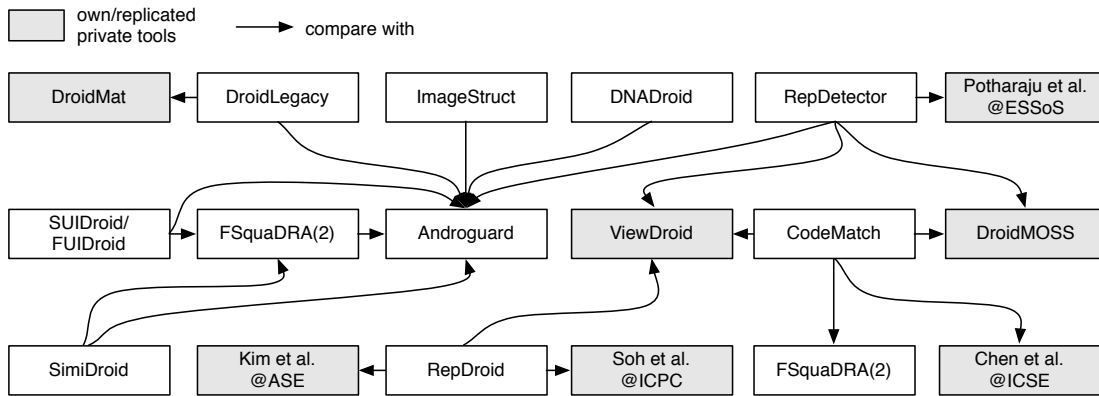 own/replicated
private tools
compare with
DroidMat
DroidLegacy
ImageStruct
DNADroid
RepDetector
Potharaju et al.
@ESSoS
SUIDroid/
FUIDroid
FSquaDRA(2)
Androguard
ViewDroid
CodeMatch
DroidMOSS
SimiDroid
Kim et al.
@ASE
RepDroid
Soh et al.
@ICPC
FSquaDRA(2)
Chen et al.
@ICSE